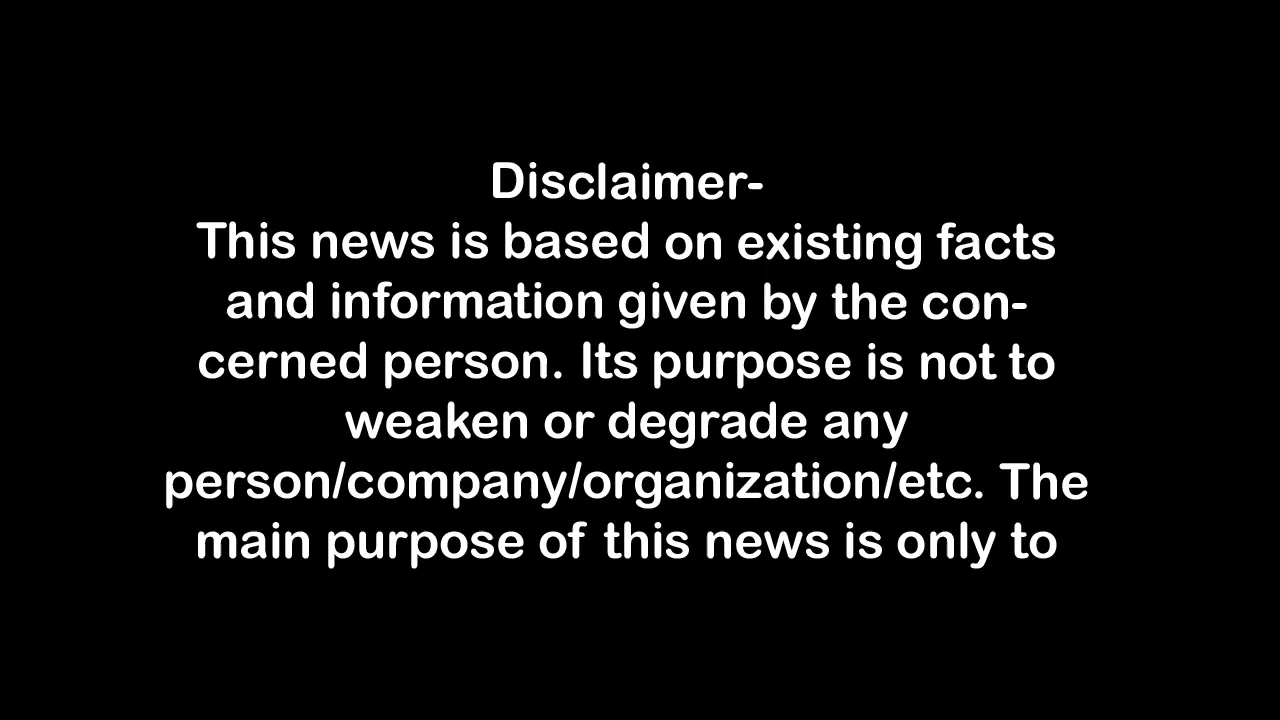 Disclaimer-
This news is based on existing facts
and information given by the con-
cerned person. Its purpose is not to
weaken or degrade any
person/company/organization/etc. The
main purpose of this news is only to